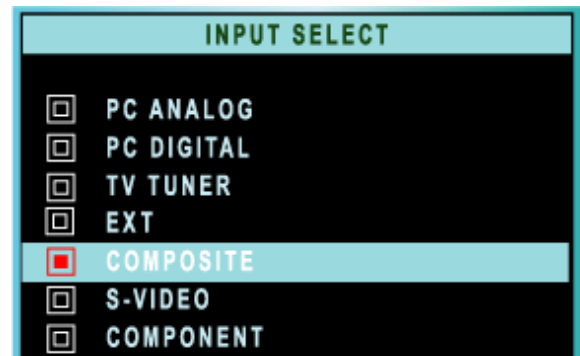 INPUT SELECT
PC ANALOG
PC DIGITAL
TV TUNER
EXT
COMPOSITE
S-VIDEO
COMPONENT